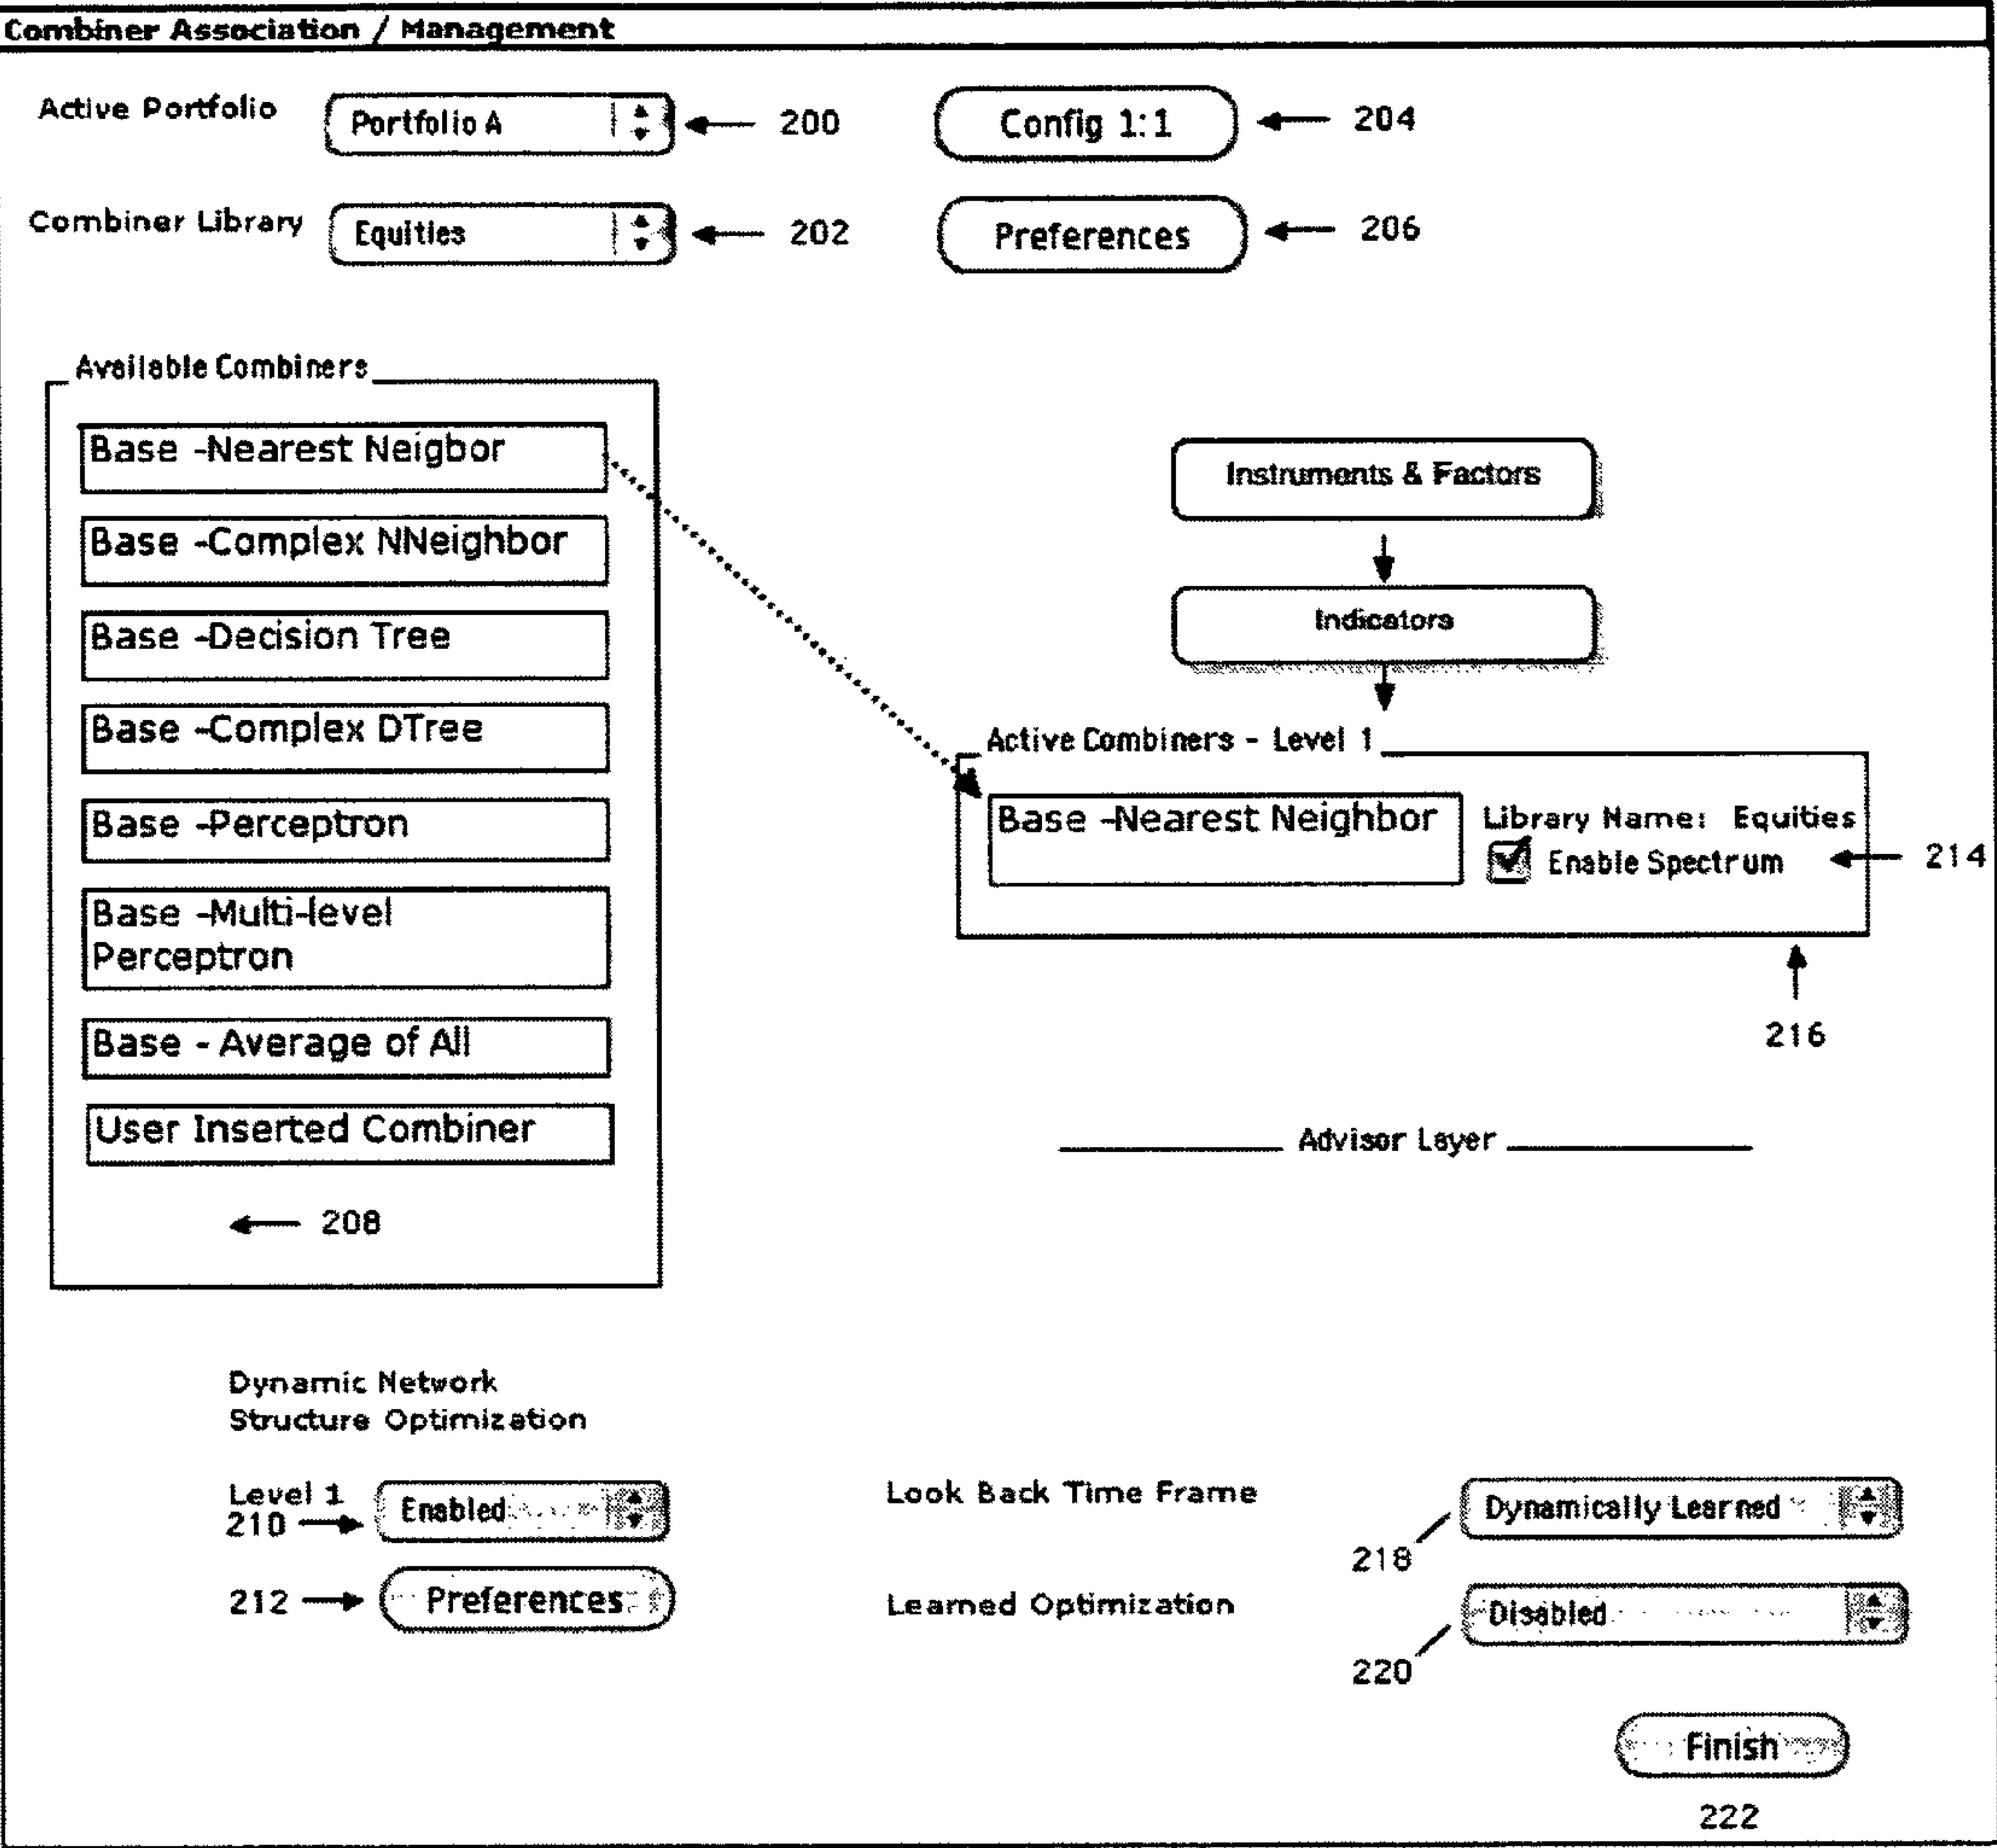 Combiner Association / Management
Active Portfolio
Portfolio A
200
Config 1:1
204
Combiner Library
Equities
202
Preferences
206
Available Combiners
Base -Nearest Neigbor
Base -Complex NNeighbor
Base -Decision Tree
Base -Complex DTree
Base -Perceptron
Base -Multi-level
Perceptron
Base - Average of All
User Inserted Combiner
208
Instruments & Factors
Indicators
Active Combiners - Level 1
Base -Nearest Neighbor
Library Name: Equities
Enable Spectrum
214
216
Advisor Layer
Dynamic Network
Structure Optimization
Level 1
210
Enabled
212
Preferences
Look Back Time Frame
Dynamically Learned
218
Learned Optimization
Disabled
220
Finish
222